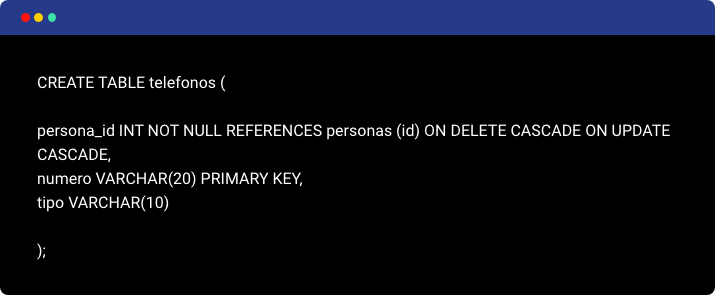 CREATE TABLE telefonos (
persona_id INT NOT NULL REFERENCES personas (id) ON DELETE CASCADE ON UPDATE
CASCADE,
numero VARCHAR(20) PRIMARY KEY,
tipo VARCHAR(10)
);